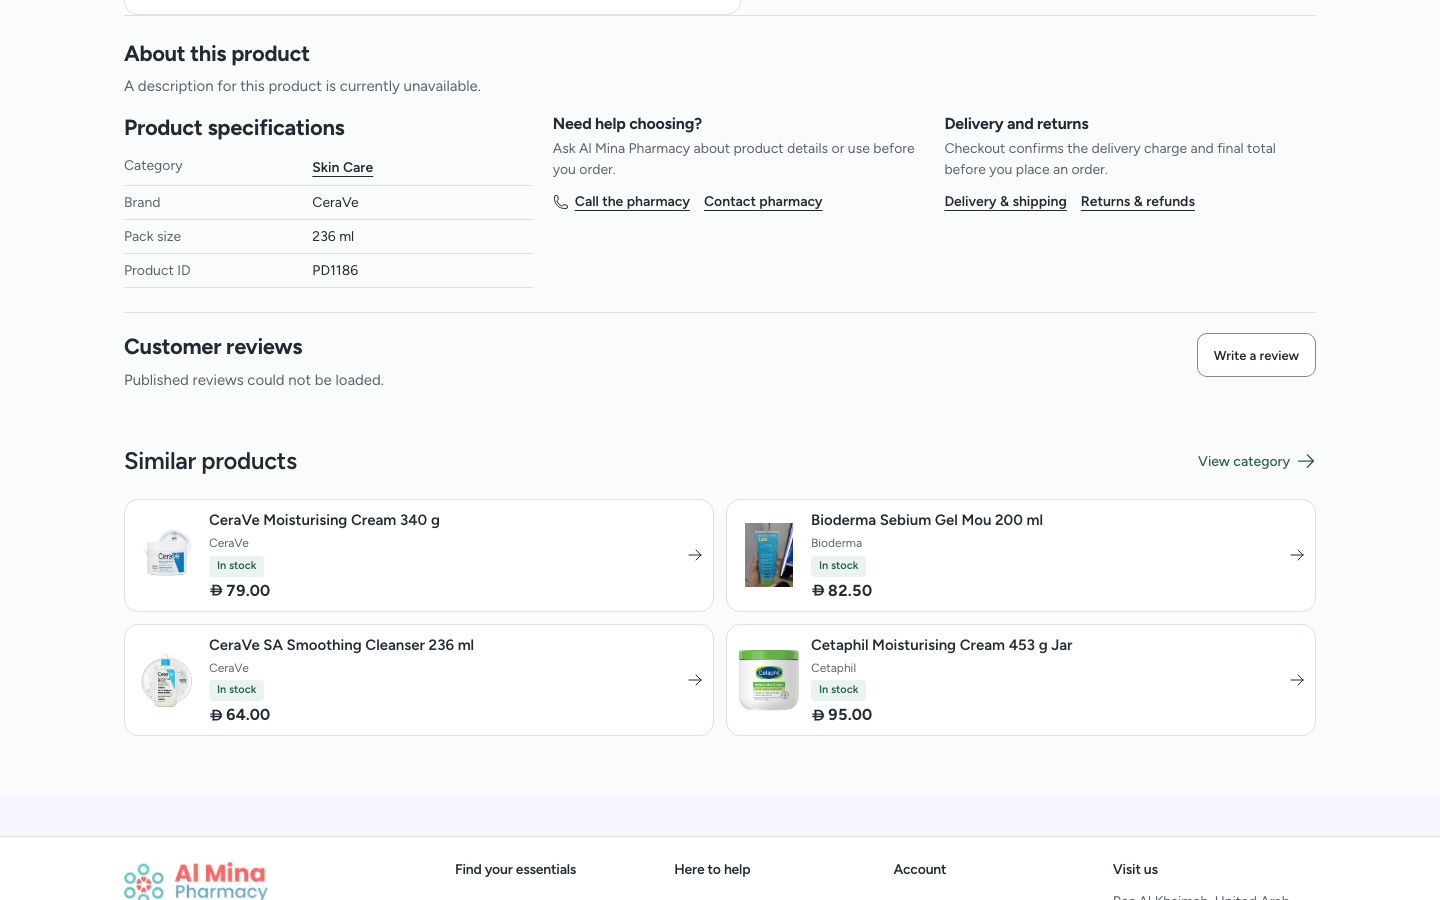 About this product
A description for this product is currently unavailable.
Product specifications
Category Skin Care
Brand CeraVe
Pack size 236 ml
Product ID PD1186
Need help choosing?
Ask Al Mina Pharmacy about product details or use before
you order.
Call the pharmacy Contact pharmacy
Delivery and returns
Checkout confirms the delivery charge and final total
before you place an order.
Delivery & shipping Returns & refunds
Customer reviews
Write a review
Published reviews could not be loaded.
Similar products
View category
CeraVe Moisturising Cream 340 g
CeraVe
In stock
79.00
Bioderma Sebium Gel Mou 200 ml
Bioderma
In stock
82.50
CeraVe SA Smoothing Cleanser 236 ml
CeraVe
In stock
64.00
Cetaphil
Cetaphil Moisturising Cream 453 g Jar
Cetaphil
In stock
95.00
Al Mina
Pharmacy
Find your essentials
Here to help
Account
Visit us